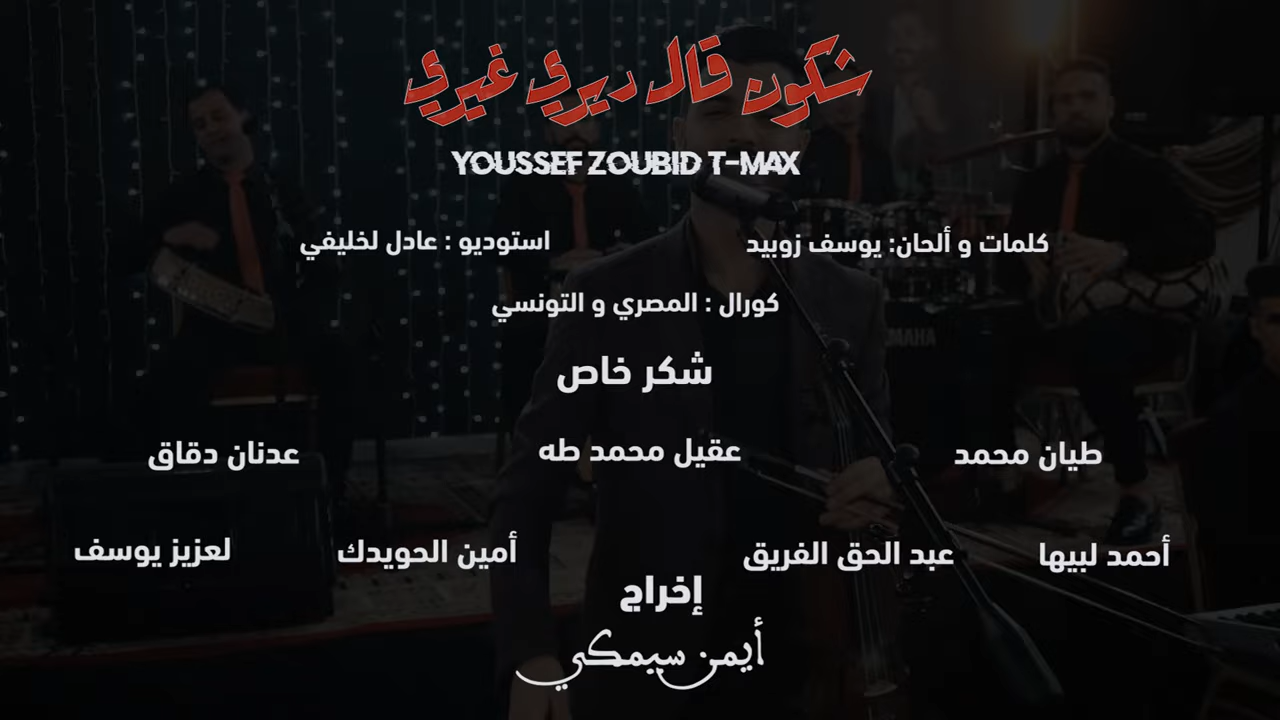 شكون قال ديري غيري
YOUSSEF ZOUBID T-MAX
كلمات و ألحان: يوسف زوبيد
استوديو : عادل لخليفي
كورال : المصري و التونسي
شكر خاص
طيان محمد
عقيل محمد طه
عدنان دقاق
أحمد لبيها
عبد الحق الفريق
أمين الحويدك
لعزيز يوسف
إخراج
أيمن سيمكي
YAMAHA